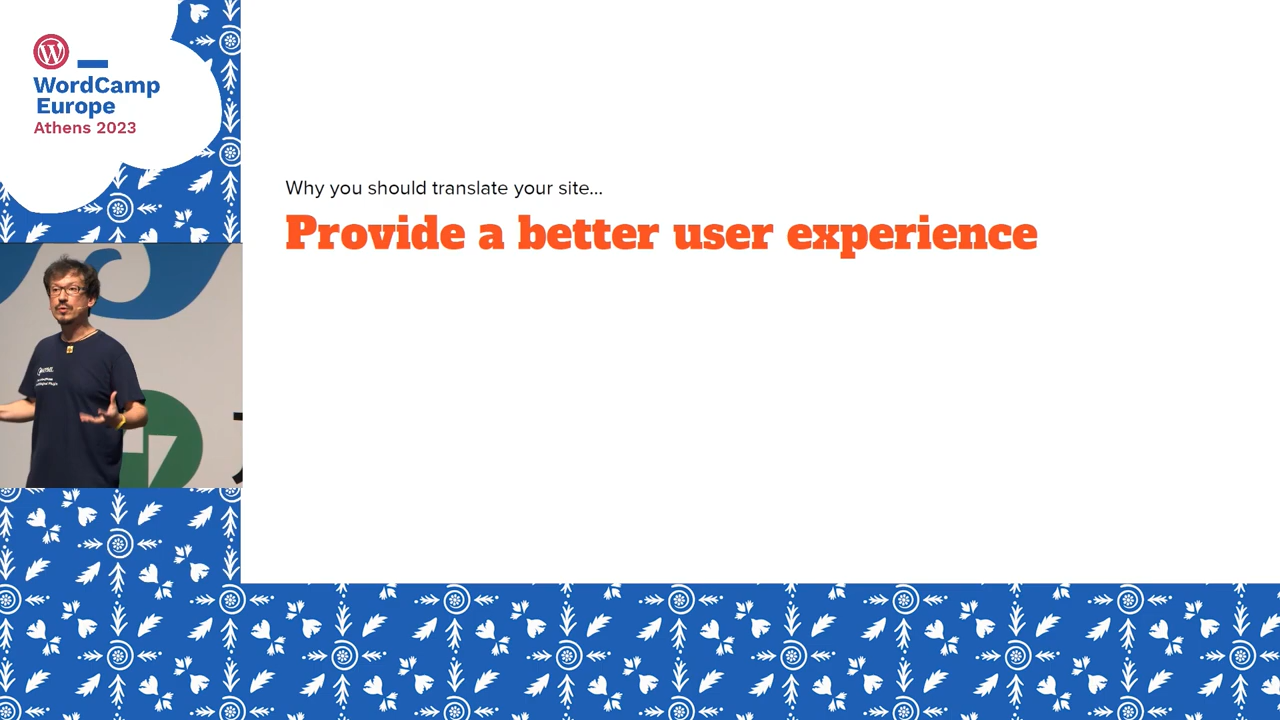 WordCamp
Europe
Athens 2023
Why you should translate your site...
Provide a better user experience